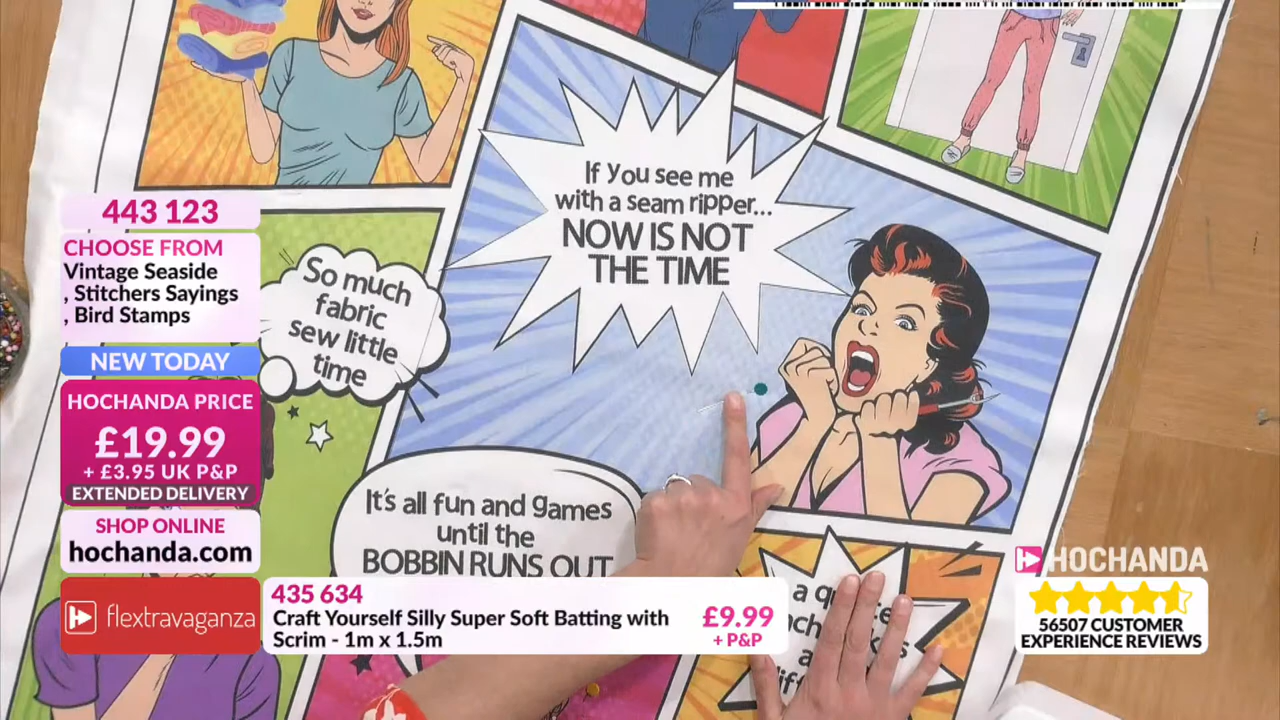 If you see me
with a seam ripper...
NOW IS NOT
THE TIME
So much
fabric
sew little
time
It's all fun and games
until the
BOBBIN RUNS OUT
a
443 123
CHOOSE FROM
Vintage Seaside
, Stitchers Sayings
, Bird Stamps
NEW TODAY
HOCHANDA PRICE
£19.99
+ £3.95 UK P&P
EXTENDED DELIVERY
SHOP ONLINE
hochanda.com
flextravaganza
435 634
Craft Yourself Silly Super Soft Batting with
Scrim - 1m x 1.5m
£9.99
+ P&P
HOCHANDA
56507 CUSTOMER
EXPERIENCE REVIEWS